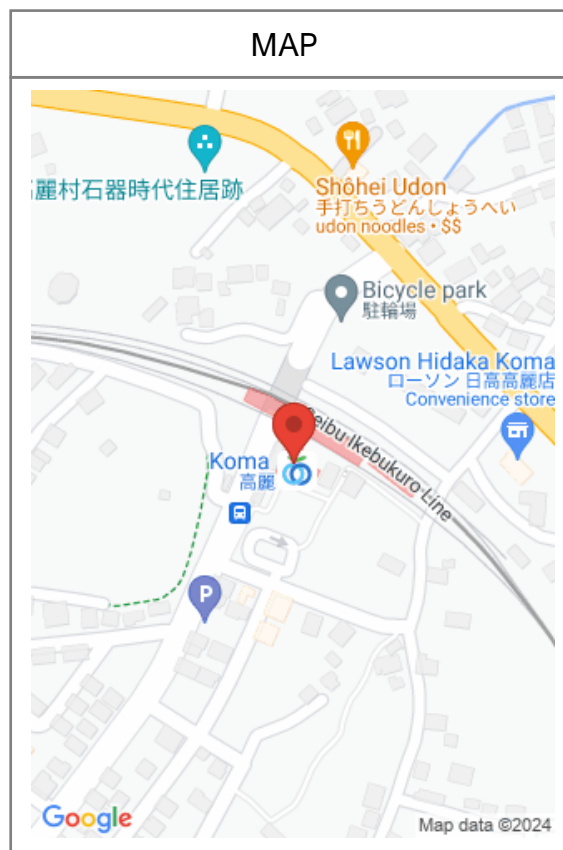 MAP
麗村石器時代住居跡
Shôhei Udon
手打ちうどんしょうへい
udon noodles • $$
Bicycle park
駐輪場
Lawson Hidaka Koma
ローソン 日高高麗店
Convenience store
Seibu Ikebukuro Line
Koma
高麗
P
Google
Map data ©2024